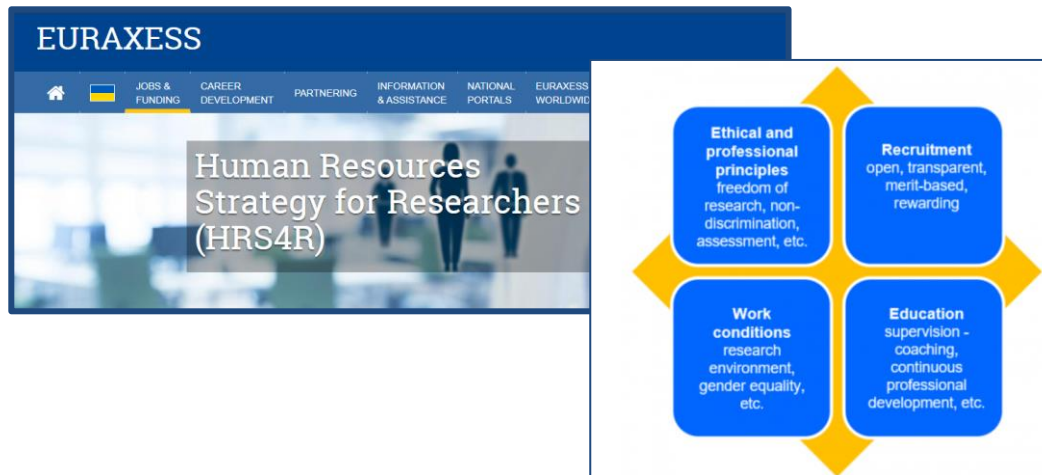 EURAXESS
JOBS &
FUNDING
CAREER
DEVELOPMENT
PARTNERING
INFORMATION
& ASSISTANCE
NATIONAL
PORTALS
EURAXESS
WORLDWID
Human Resources
Strategy for Researchers
(HRS4R)
Ethical and
professional
principles
freedom of
research, non-
discrimination,
assessment, etc.
Recruitment
open, transparent,
merit-based,
rewarding
Work
conditions
research
environment,
gender equality,
etc.
Education
supervision -
coaching,
continuous
professional
development, etc.